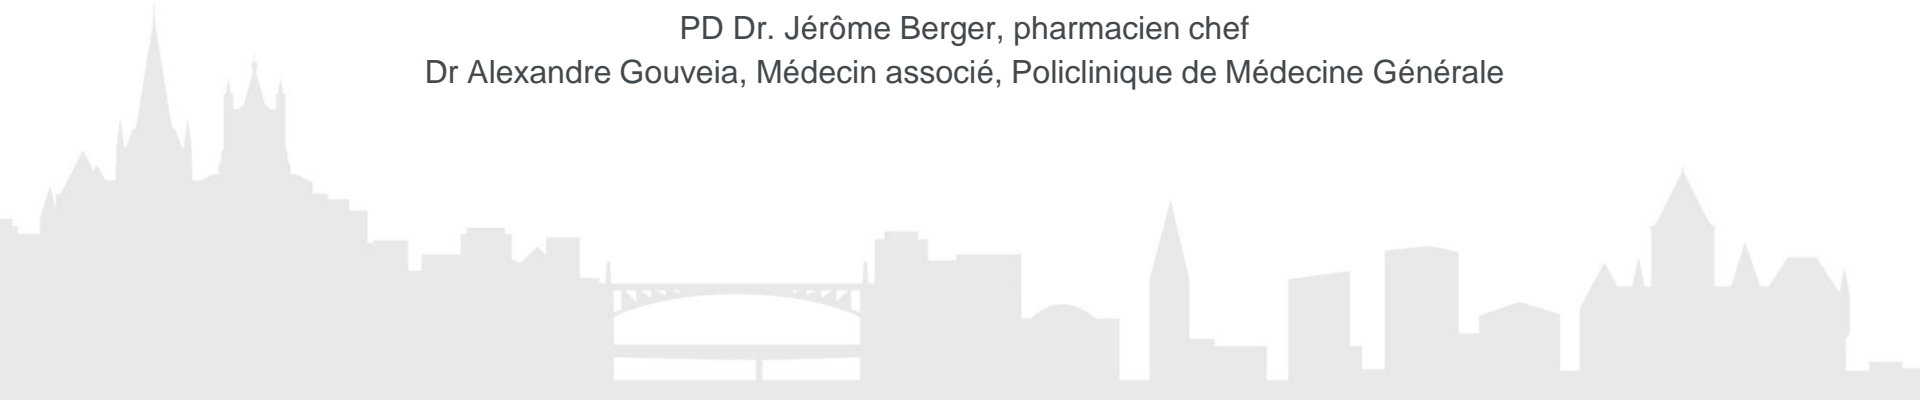 PD Dr. Jérôme Berger, pharmacien chef
Dr Alexandre Gouveia, Médecin associé, Policlinique de Médecine Générale